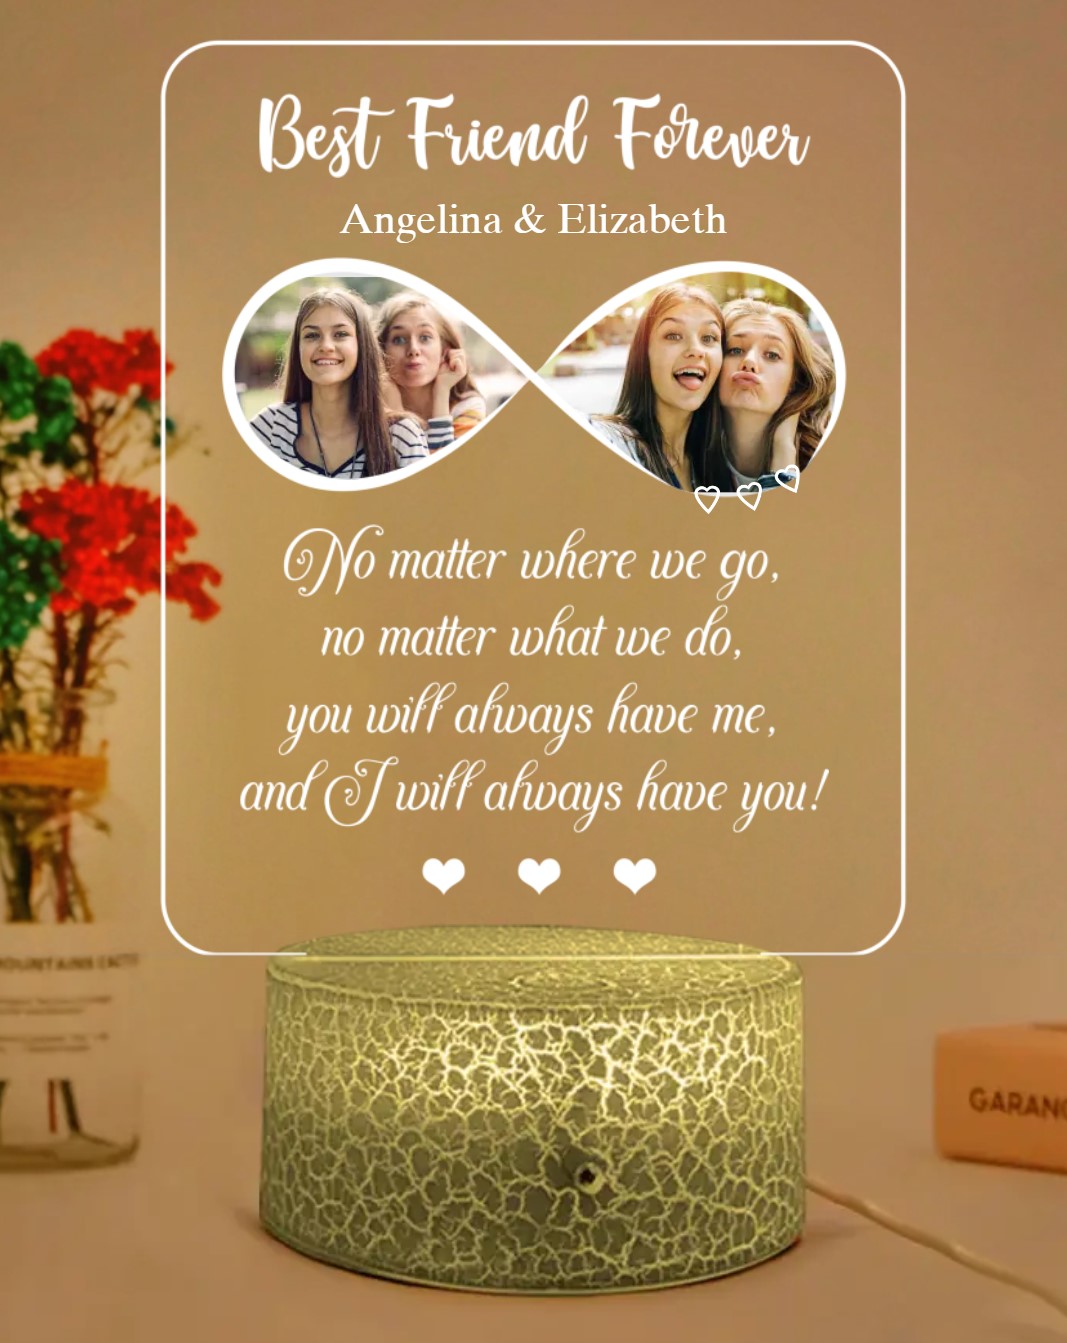 Best Friend Forever
Angelina & Elizabeth
No matter where we go,
no matter what we do,
you will always have me,
and I will always have you!
GARANC